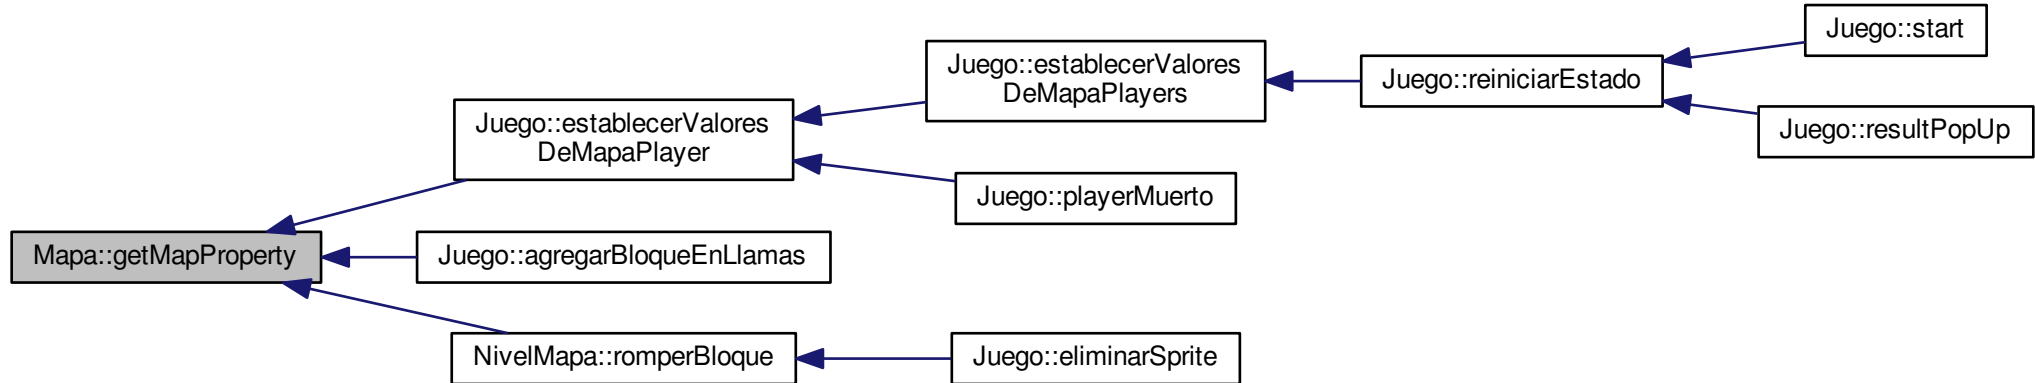 Juego::start
Juego::establecerValores
DeMapaPlayers
Juego::reiniciarEstado
Juego::resultPopUp
Juego::establecerValores
DeMapaPlayer
Juego::playerMuerto
Mapa::getMapProperty
Juego::agregarBloqueEnLlamas
NivelMapa::romperBloque
Juego::eliminarSprite